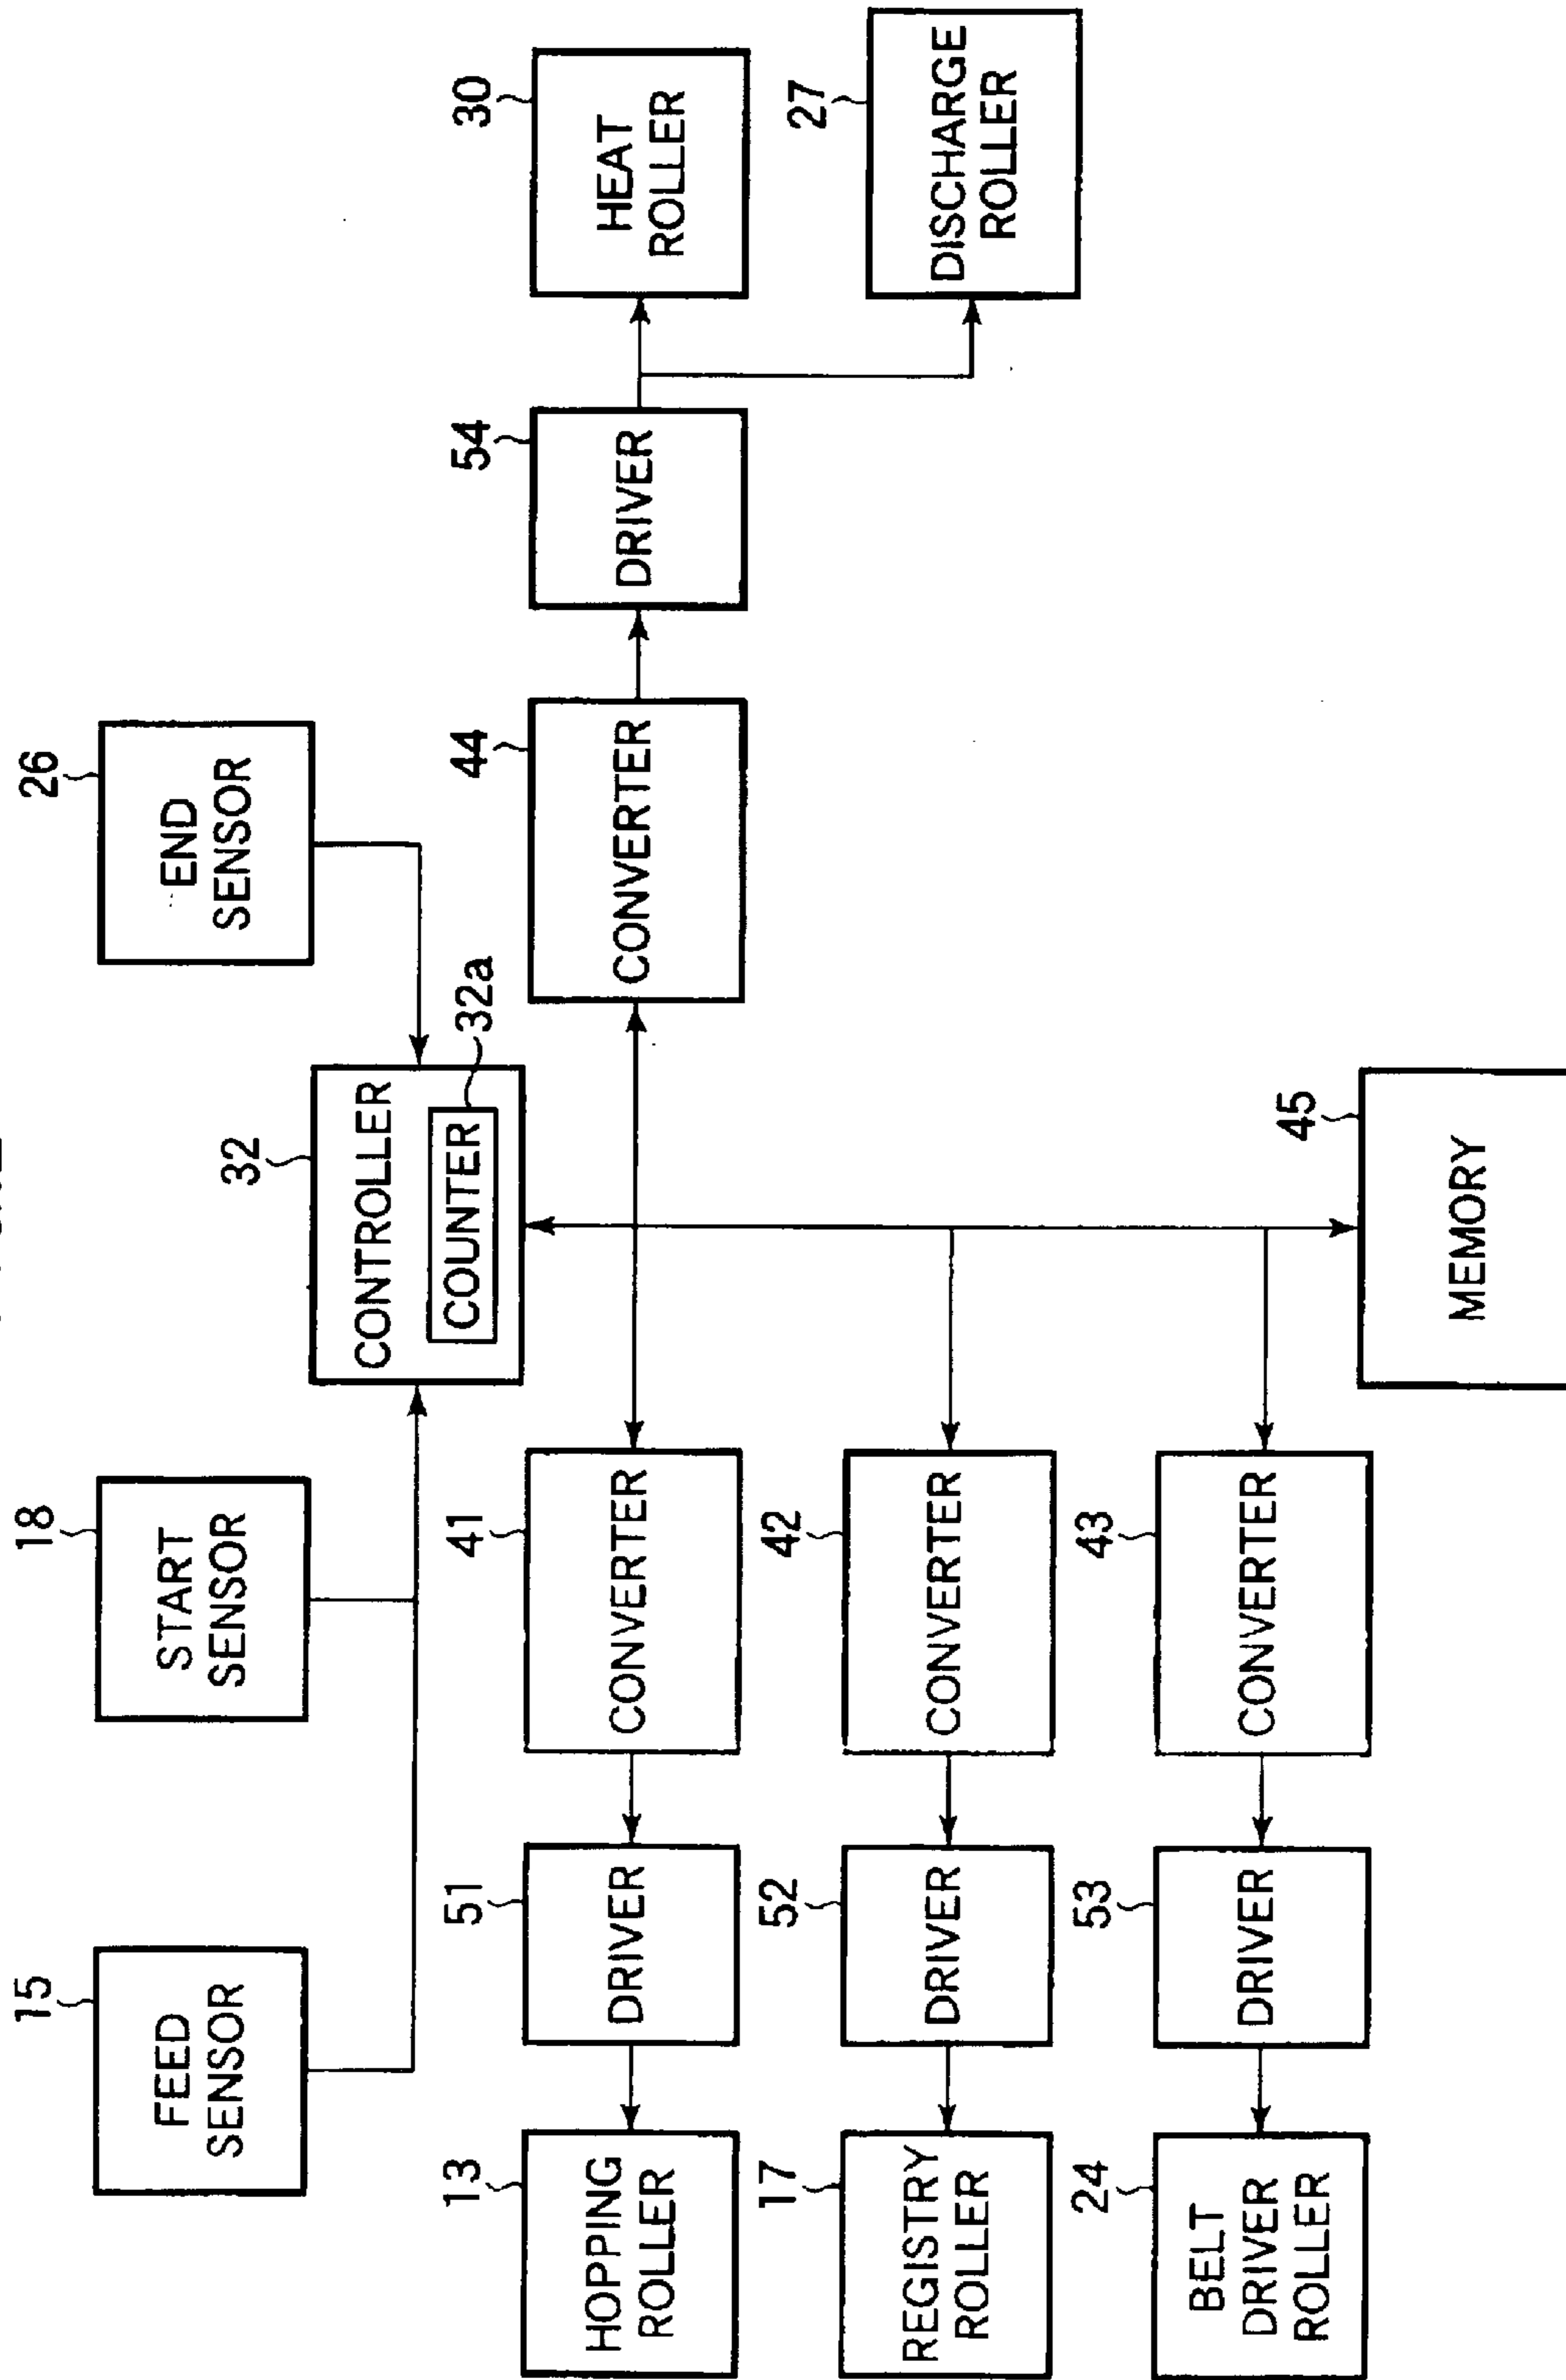 15
FEED
SENSOR
18
START
SENSOR
26
END
SENSOR
32
CONTROLLER
COUNTER
32a
13
HOPPING
ROLLER
51
DRIVER
41
CONVERTER
44
CONVERTER
54
DRIVER
30
HEAT
ROLLER
17
REGISTRY
ROLLER
52
DRIVER
42
CONVERTER
27
DISCHARGE
ROLLER
24
BELT
DRIVER
ROLLER
53
DRIVER
43
CONVERTER
45
MEMORY